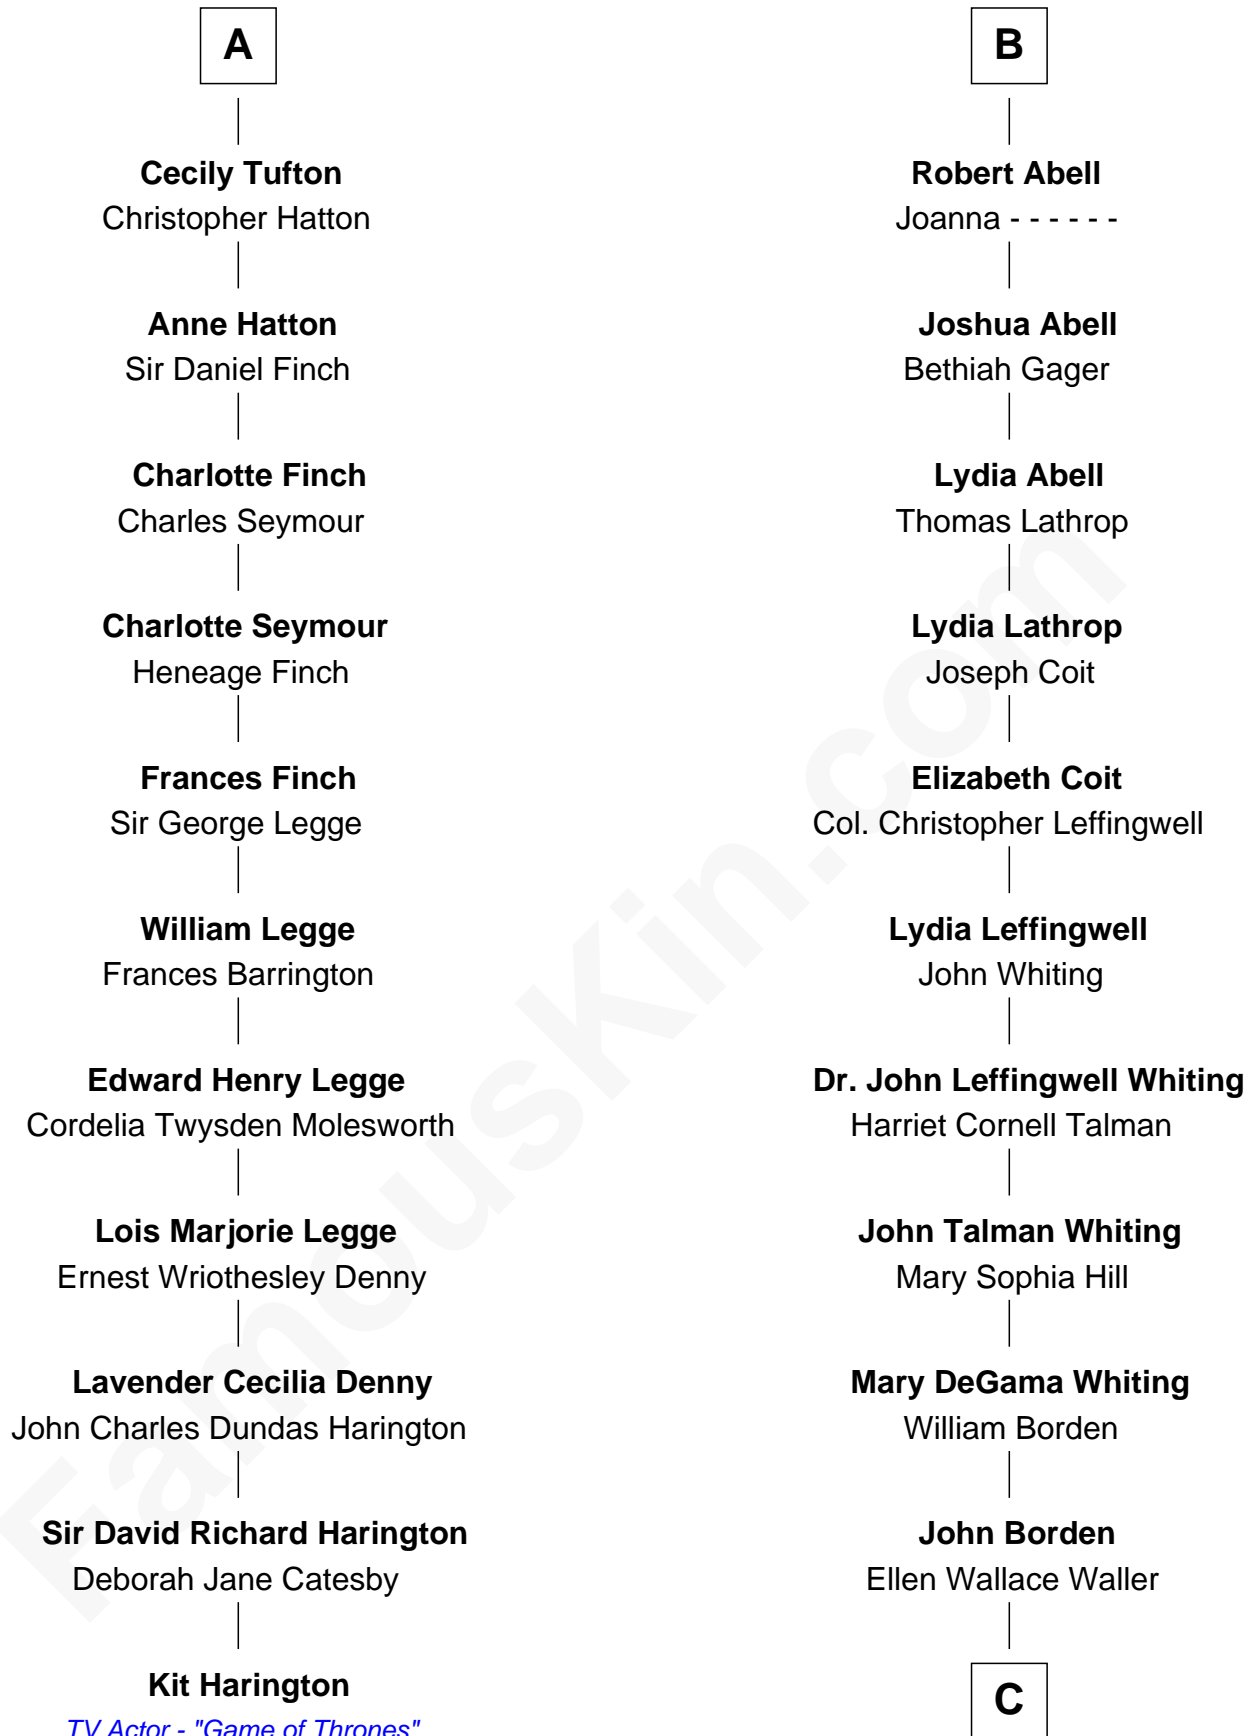 A
Cecily Tufton
Christopher Hatton
Anne Hatton
Sir Daniel Finch
Charlotte Finch
Charles Seymour
Charlotte Seymour
Heneage Finch
Frances Finch
Sir George Legge
William Legge
Frances Barrington
Edward Henry Legge
Cordelia Twysden Molesworth
Lois Marjorie Legge
Ernest Wriothesley Denny
Lavender Cecilia Denny
John Charles Dundas Harington
Sir David Richard Harington
Deborah Jane Catesby
Kit Harington
TV Actor - "Game of Thrones"
B
Robert Abell
Joanna - - - - - -
Joshua Abell
Bethiah Gager
Lydia Abell
Thomas Lathrop
Lydia Lathrop
Joseph Coit
Elizabeth Coit
Col. Christopher Leffingwell
Lydia Leffingwell
John Whiting
Dr. John Leffingwell Whiting
Harriet Cornell Talman
John Talman Whiting
Mary Sophia Hill
Mary DeGama Whiting
William Borden
John Borden
Ellen Wallace Waller
C
FamousKin.com